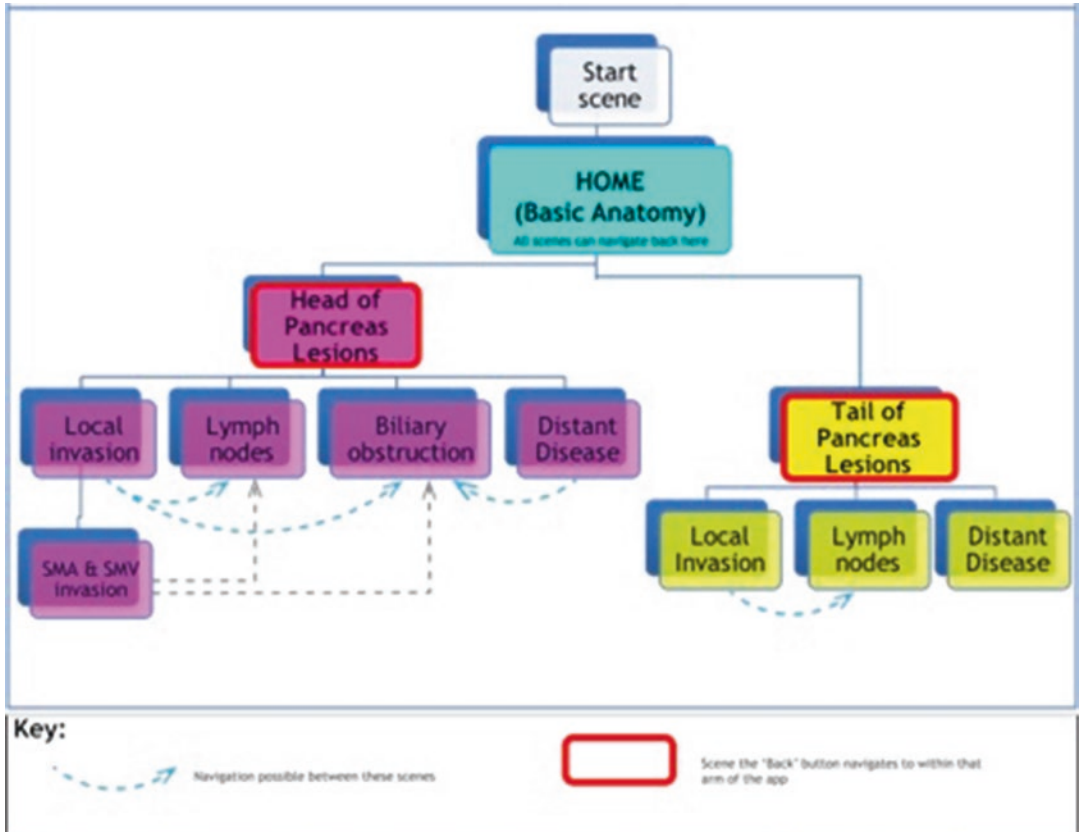 Start
scene
HOME
(Basic Anatomy)
All scenes can navigate back here
Head of
Pancreas
Lesions
Local
invasion
Lymph
nodes
Biliary
obstruction
Distant
Disease
SMA & SMV
invasion
Tail of
Pancreas
Lesions
Local
Invasion
Lymph
nodes
Distant
Disease
Key:
Navigation possible between these scenes
Scene the "Back" button navigates to within that
arm of the app